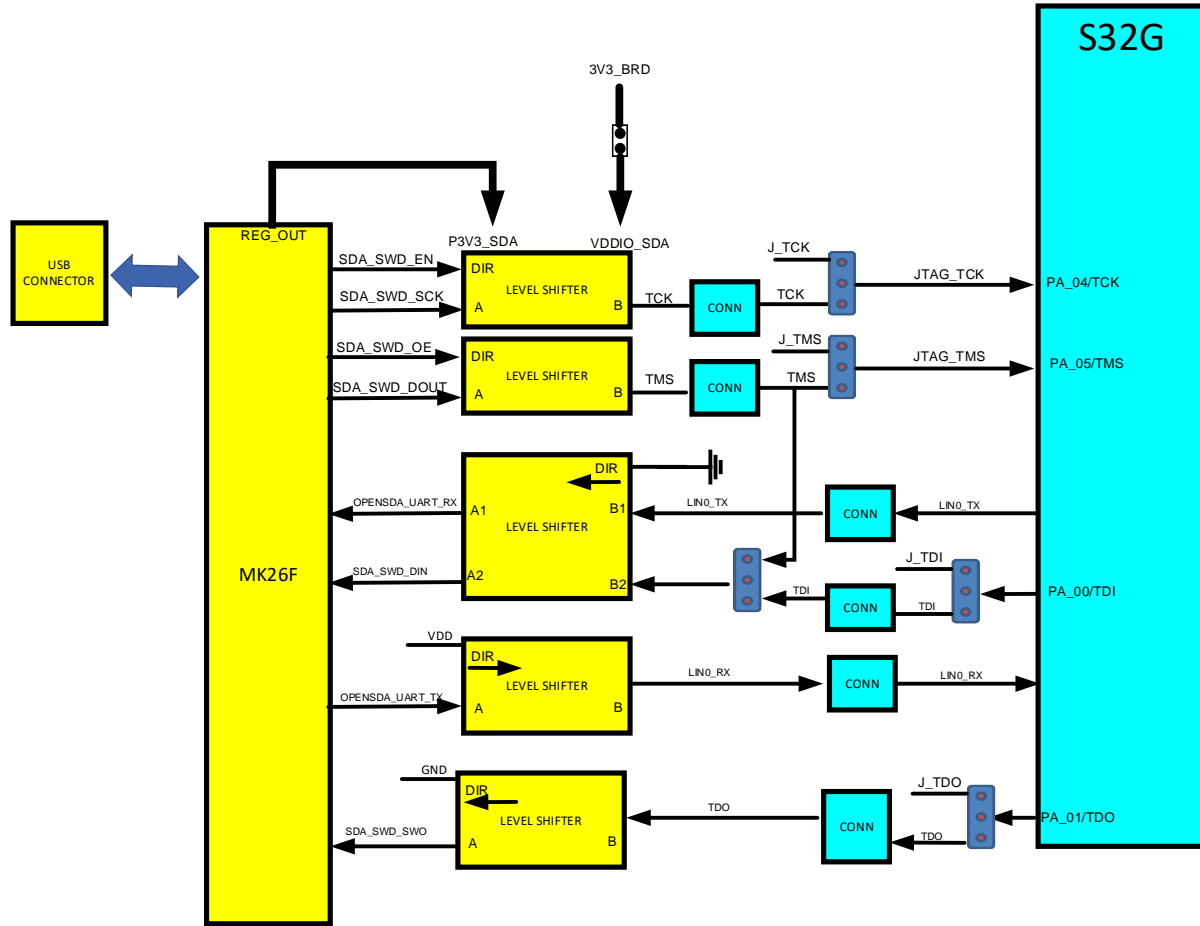 S32G
3V3_BRD
REG_OUT
P3V3_SDA
VDDIO_SDA
USB
CONNECTOR
SDA_SWD_EN
DIR
LEVEL SHIFTER
SDA_SWD_SCK
A
B
TCK
CONN
TCK
J_TCK
JTAG_TCK
PA_04/TCK
SDA_SWD_OE
DIR
LEVEL SHIFTER
SDA_SWD_DOUT
A
B
TMS
CONN
TMS
J_TMS
JTAG_TMS
PA_05/TMS
MK26F
DIR
OPENSDA_UART_RX
A1
LEVEL SHIFTER
B1
LIN0_TX
CONN
LIN0_TX
SDA_SWD_DIN
A2
B2
TDI
CONN
J_TDI
TDI
PA_00/TDI
VDD
DIR
LEVEL SHIFTER
OPENSDA_UART_TX
A
B
LIN0_RX
CONN
LIN0_RX
GND
DIR
LEVEL SHIFTER
SDA_SWD_SWO
A
B
TDO
CONN
J_TDO
TDO
PA_01/TDO